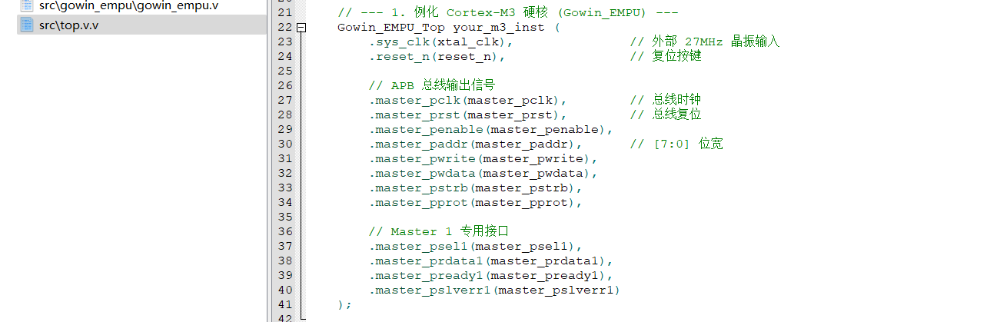 src\gowin_empu\gowin_empu.v
src\top.v.v
21 // --- 1. 例化 Cortex-M3 硬核 (Gowin_EMPU) ---
22 Gowin_EMPU_Top your_m3_inst (
23 .sys_clk(xtal_clk), // 外部 27MHz 晶振输入
24 .reset_n(reset_n), // 复位按键
25
26 // APB 总线输出信号
27 .master_pclk(master_pclk), // 总线时钟
28 .master_prst(master_prst), // 总线复位
29 .master_penable(master_penable),
30 .master_paddr(master_paddr), // [7:0] 位宽
31 .master_pwrite(master_pwrite),
32 .master_pwdata(master_pwdata),
33 .master_pstrb(master_pstrb),
34 .master_pprot(master_pprot),
35
36 // Master 1 专用接口
37 .master_psel1(master_psel1),
38 .master_prdata1(master_prdata1),
39 .master_pready1(master_pready1),
40 .master_pslverr1(master_pslverr1)
41 );
42